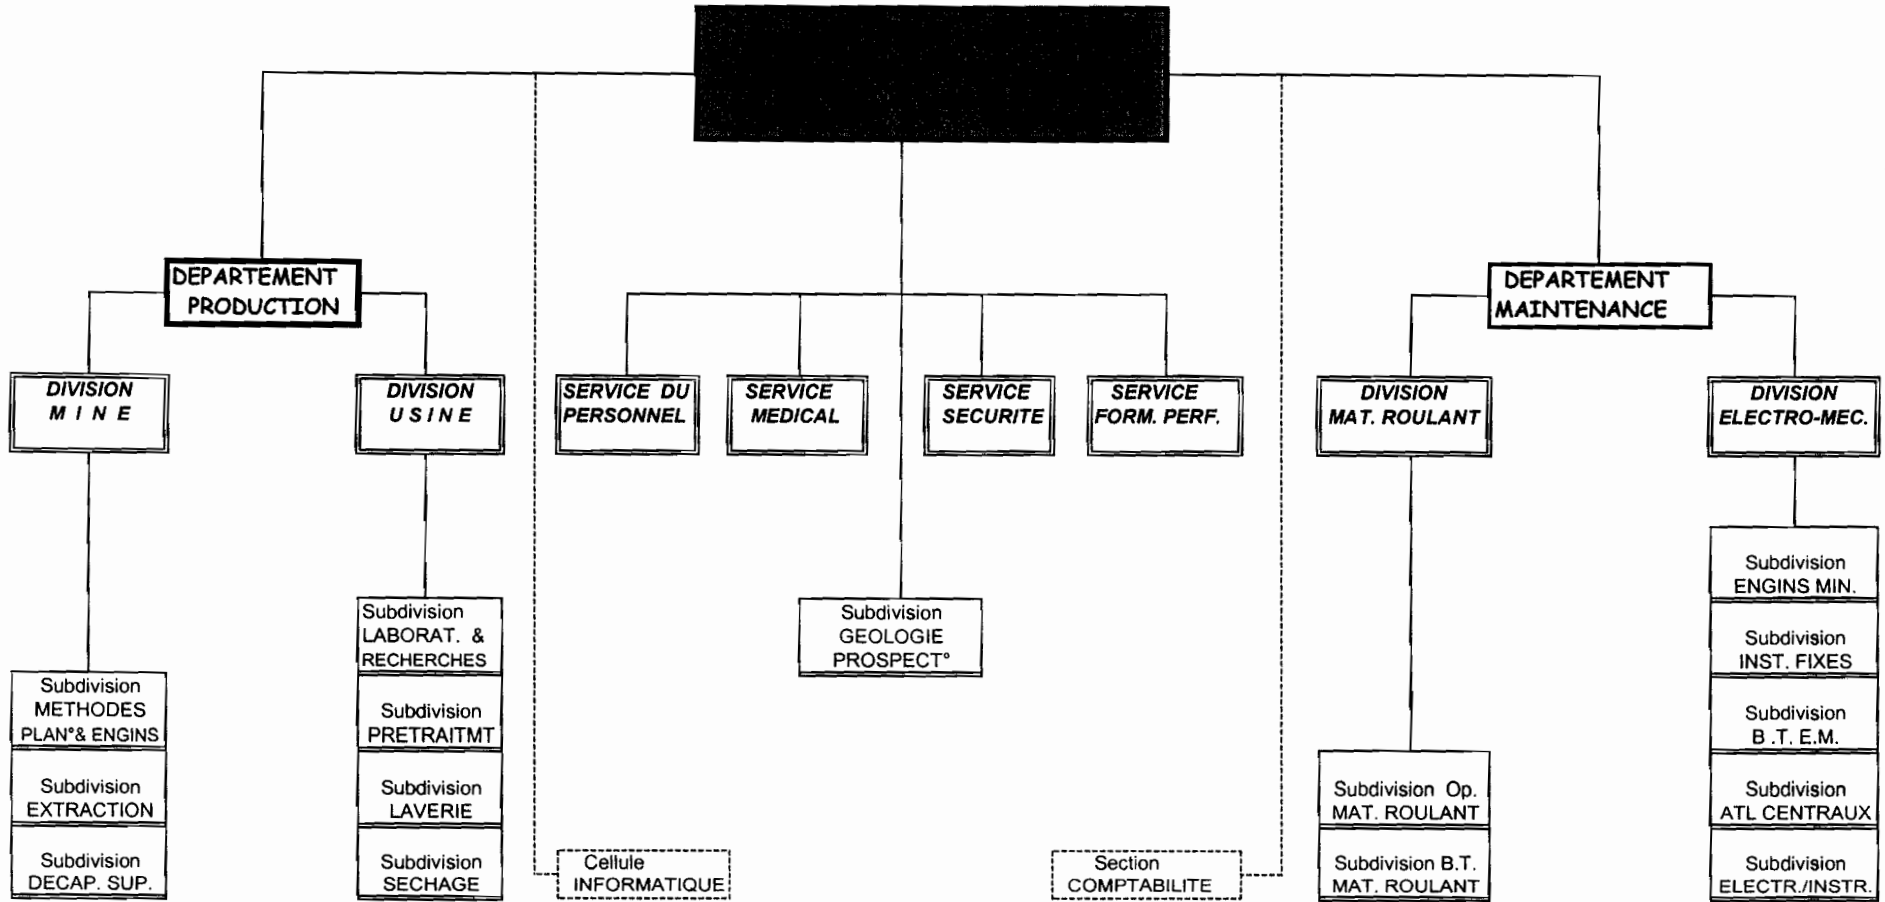 DEPARTEMENT
PRODUCTION
DEPARTEMENT
MAINTENANCE
DIVISION
M I N E
DIVISION
U S I N E
SERVICE DU
PERSONNEL
SERVICE
MEDICAL
SERVICE
SECURITE
SERVICE
FORM. PERF.
DIVISION
MAT. ROULANT
DIVISION
ELECTRO-MEC.
Subdivision
METHODES
PLAN°& ENGINS
Subdivision
EXTRACTION
Subdivision
DECAP. SUP.
Subdivision
LABORAT. &
RECHERCHES
Subdivision
PRETRAITMT
Subdivision
LAVERIE
Subdivision
SECHAGE
Cellule
INFORMATIQUE
Subdivision
GEOLOGIE
PROSPECT°
Section
COMPTABILITE
Subdivision Op.
MAT. ROULANT
Subdivision B.T.
MAT. ROULANT
Subdivision
ENGINS MIN.
Subdivision
INST. FIXES
Subdivision
B .T. E.M.
Subdivision
ATL CENTRAUX
Subdivision
ELECTR./INSTR.